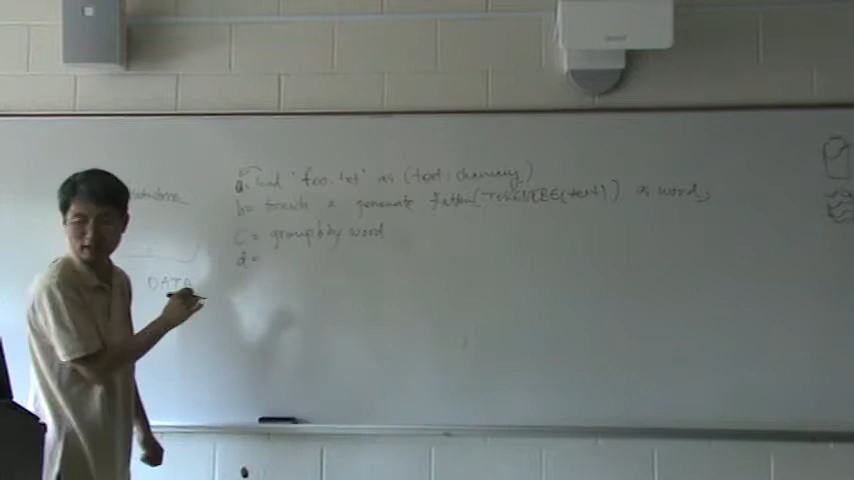 a= load 'foo.txt' as (text: chararray)
b= foreach a generate flatten(TOKENIZE(text)) as word;
c= group b by word
d=
DATA